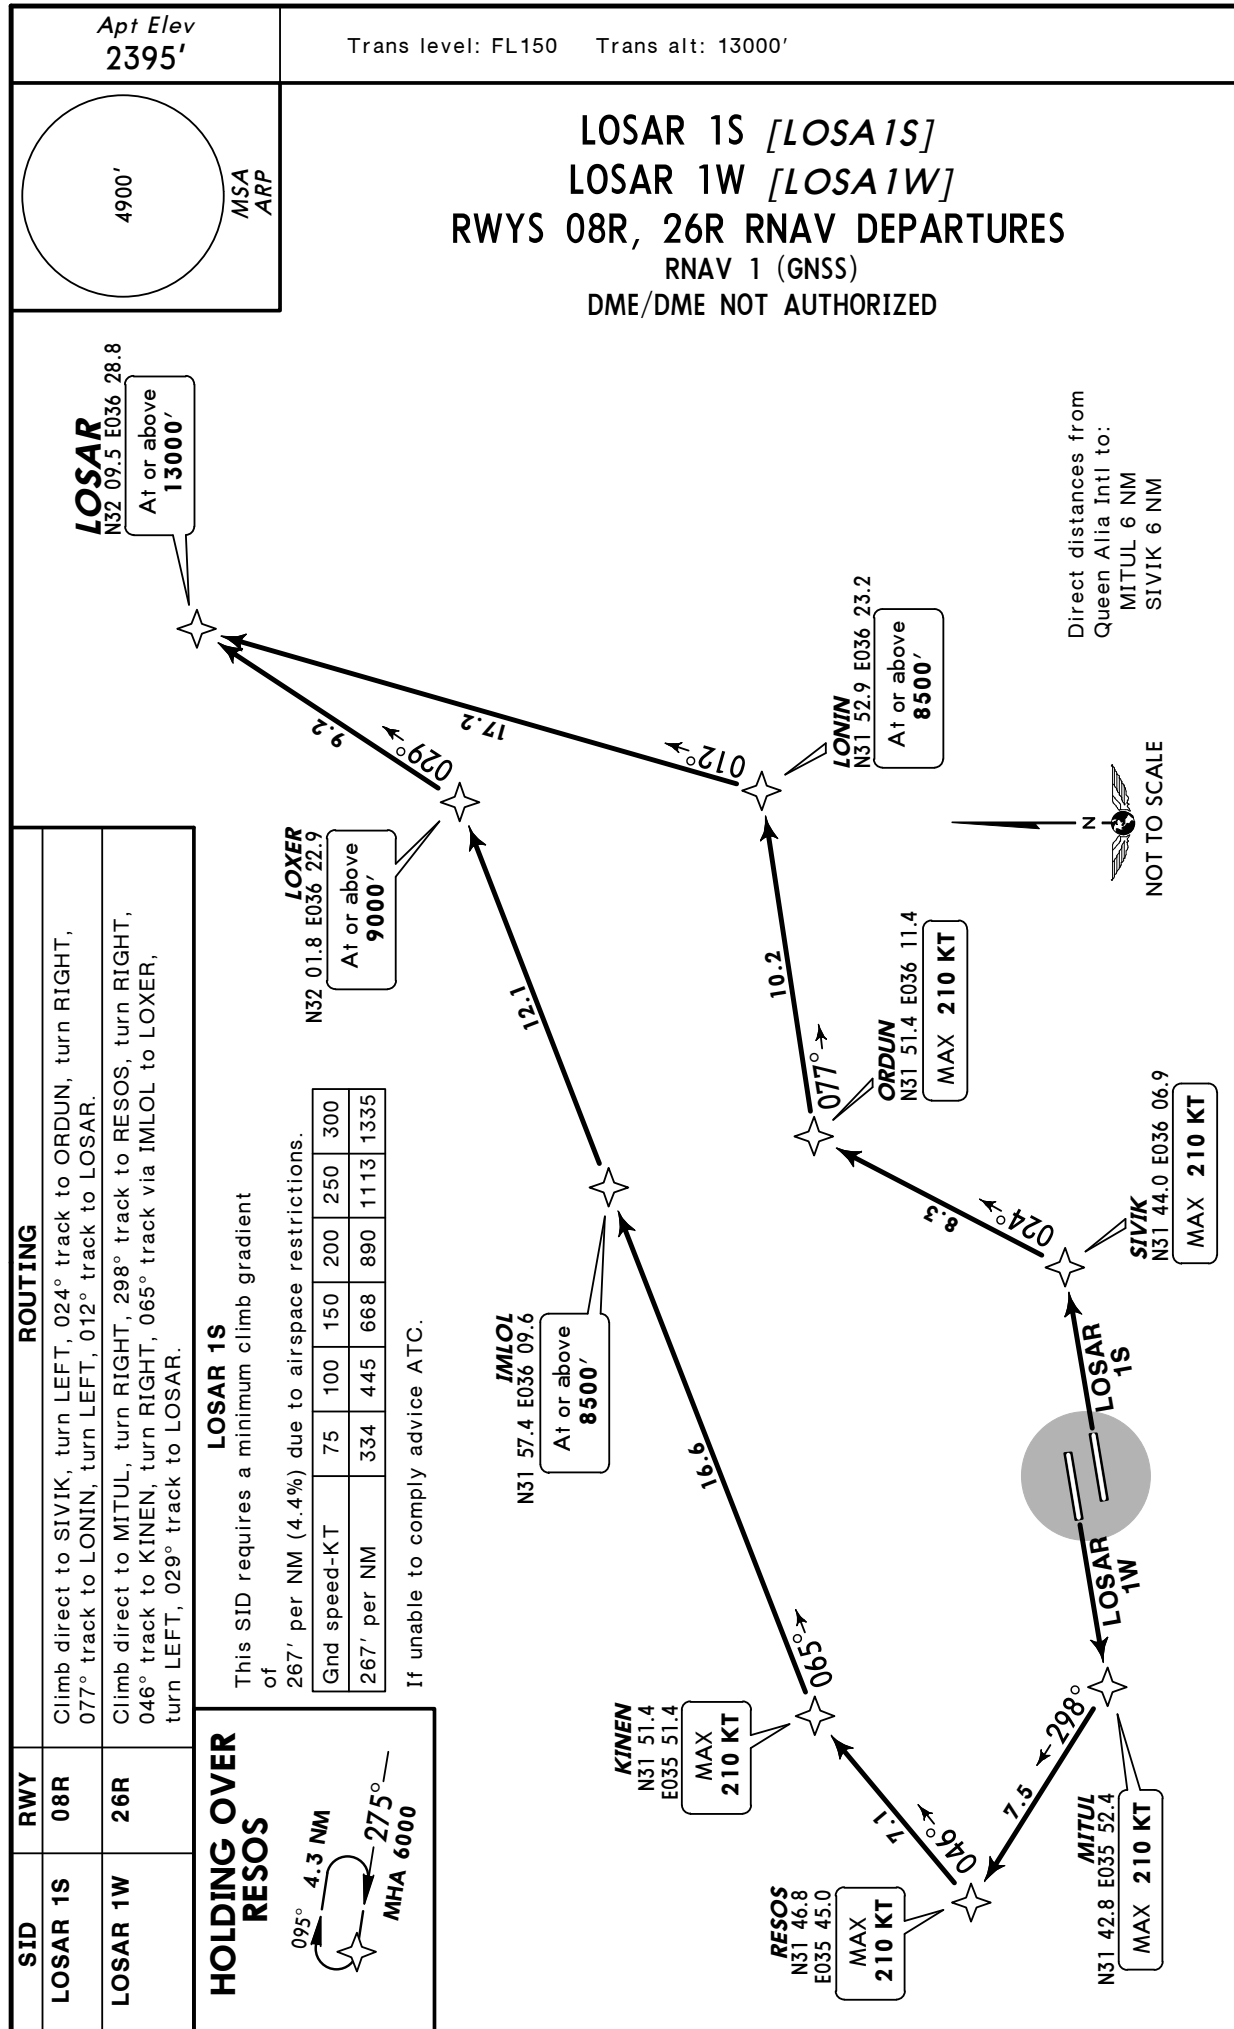 Apt Elev
2395'
Trans level: FL150 Trans alt: 13000'
4900'
MSA
ARP
LOSAR 1S [LOSA1S]
LOSAR 1W [LOSA1W]
RWYS 08R, 26R RNAV DEPARTURES
RNAV 1 (GNSS)
DME/DME NOT AUTHORIZED
LOSAR
N32 09.5 E036 28.8
At or above
13000'
9.2
029°
17.2
012°
LOXER
N32 01.8 E036 22.9
At or above
9000'
12.1
LONIN
N31 52.9 E036 23.2
At or above
8500'
10.2
077°
ORDUN
N31 51.4 E036 11.4
MAX 210 KT
8.3
024°
SIVIK
N31 44.0 E036 06.9
MAX 210 KT
IMLOL
N31 57.4 E036 09.6
At or above
8500'
16.6
065°
KINEN
N31 51.4
E035 51.4
MAX
210 KT
7.1
046°
RESOS
N31 46.8
E035 45.0
MAX
210 KT
7.5
298°
MITUL
N31 42.8 E035 52.4
MAX 210 KT
LOSAR
1S
LOSAR
1W
Direct distances from
Queen Alia Intl to:
MITUL 6 NM
SIVIK 6 NM
N
NOT TO SCALE
SID RWY ROUTING
LOSAR 1S 08R Climb direct to SIVIK, turn LEFT, 024° track to ORDUN, turn RIGHT,
077° track to LONIN, turn LEFT, 012° track to LOSAR.
LOSAR 1W 26R Climb direct to MITUL, turn RIGHT, 298° track to RESOS, turn RIGHT,
046° track to KINEN, turn RIGHT, 065° track via IMLOL to LOXER,
turn LEFT, 029° track to LOSAR.
LOSAR 1S
This SID requires a minimum climb gradient
of
267' per NM (4.4%) due to airspace restrictions.
Gnd speed-KT 75 100 150 200 250 300
267' per NM 334 445 668 890 1113 1335
If unable to comply advice ATC.
HOLDING OVER
RESOS
095° 4.3 NM
275°
MHA 6000